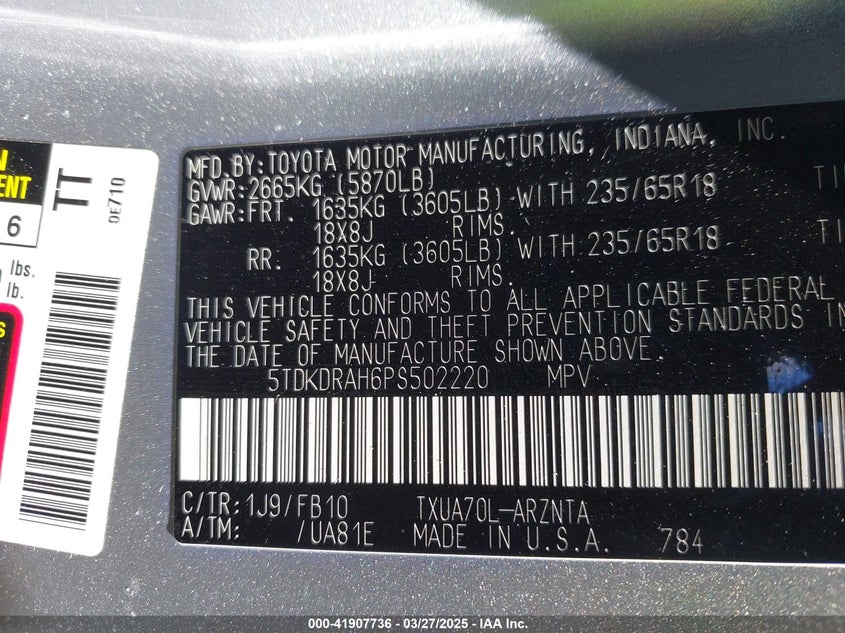 MFD.BY:TOYOTA MOTOR MANUFACTURING, INDIANA, INC.
GVWR:2665KG (5870LB)
GAWR:FRT. 1635KG (3605LB) WITH 235/65R18
18X8J RIMS.
RR. 1635KG (3605LB) WITH 235/65R18
18X8J RIMS.
THIS VEHICLE CONFORMS TO ALL APPLICABLE FEDERAL
VEHICLE SAFETY AND THEFT PREVENTION STANDARDS
THE DATE OF MANUFACTURE SHOWN ABOVE.
5TDKDRAH6PS502220 MPV
C/TR: 1J9/FB10 TXUA70L-ARZNTA
A/TM: /UA81E MADE IN U.S.A. 784
TT
0E710
6
lbs.
lb.
000-41907736 - 03/27/2025 - IAA Inc.